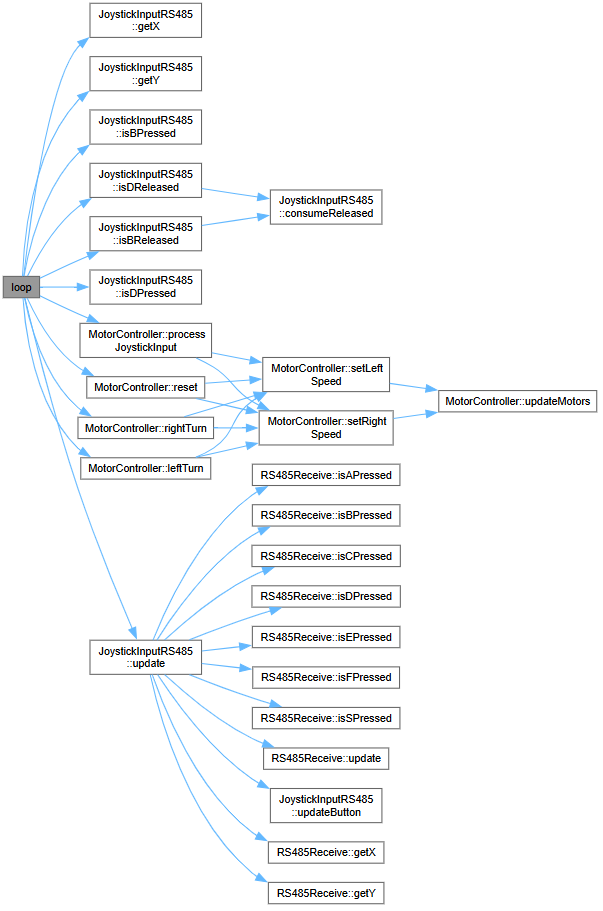 JoystickInputRS485
::getX
JoystickInputRS485
::getY
JoystickInputRS485
::isBPressed
JoystickInputRS485
::isDReleased
JoystickInputRS485
::consumeReleased
JoystickInputRS485
::isBReleased
loop
JoystickInputRS485
::isDPressed
MotorController::process
JoystickInput
MotorController::setLeft
Speed
MotorController::reset
MotorController::updateMotors
MotorController::rightTurn
MotorController::setRight
Speed
MotorController::leftTurn
RS485Receive::isAPressed
RS485Receive::isBPressed
RS485Receive::isCPressed
RS485Receive::isDPressed
RS485Receive::isEPressed
JoystickInputRS485
::update
RS485Receive::isFPressed
RS485Receive::isSPressed
RS485Receive::update
JoystickInputRS485
::updateButton
RS485Receive::getX
RS485Receive::getY